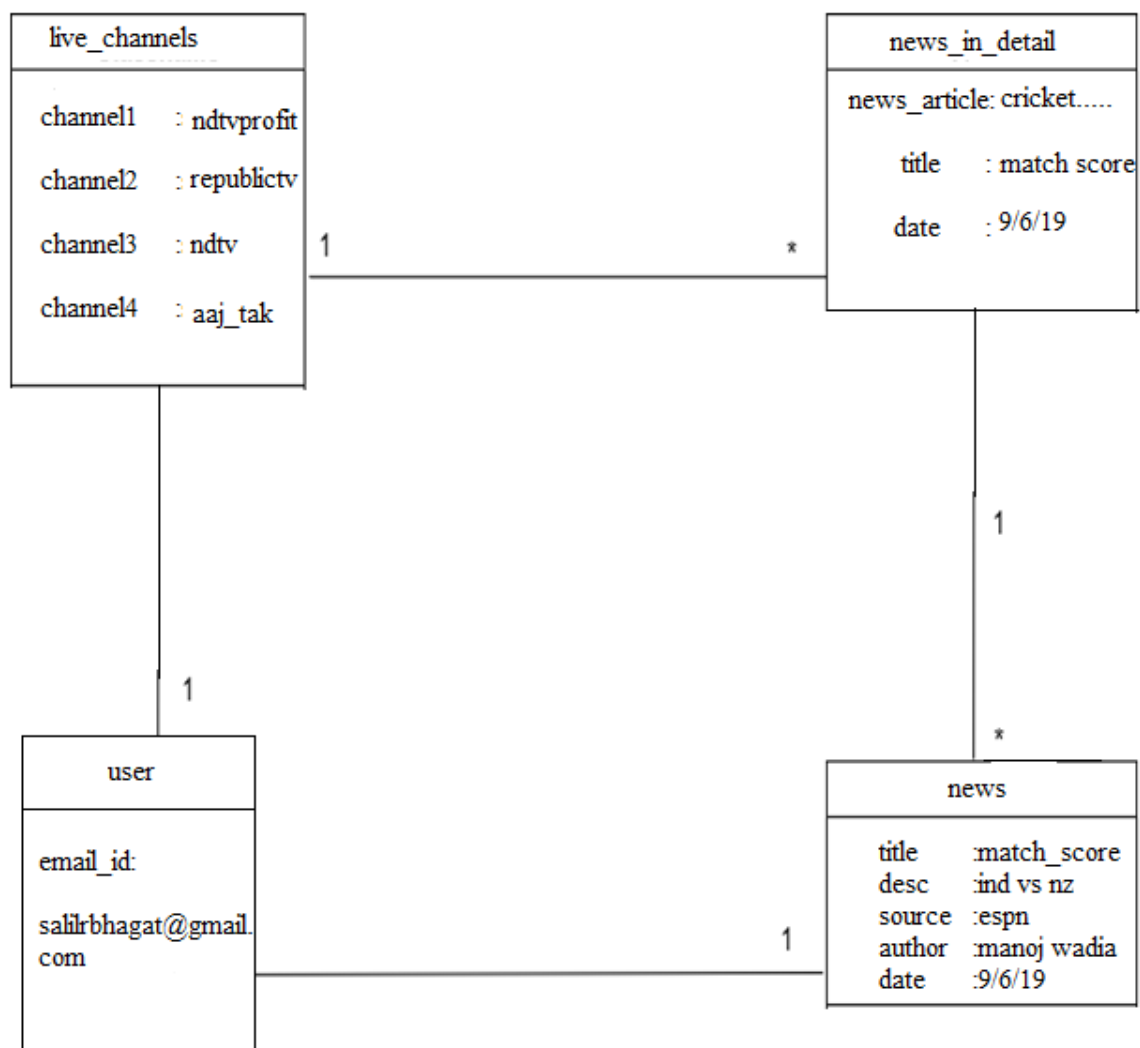 live_channels
channel1 : ndtvprofit
channel2 : republictv
channel3 : ndtv
channel4 : aaj_tak
news_in_detail
news_article: cricket.....
title : match score
date : 9/6/19
1
*
1
*
1
1
user
email_id:
salilrbhagat@gmail.
com
news
title :match_score
desc :ind vs nz
source :espn
author :manoj wadia
date :9/6/19